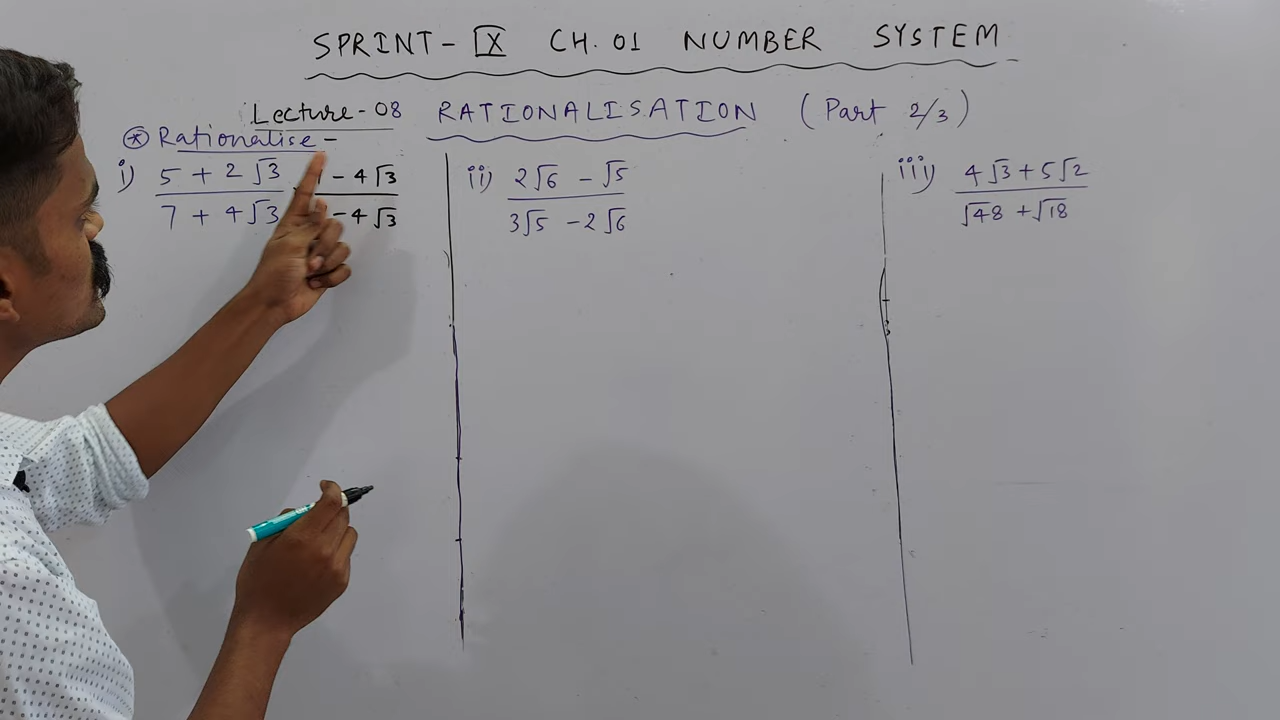 SPRINT - IX CH. 01 NUMBER SYSTEM
Lecture - 08 RATIONALISATION (Part 2/3)
⊛ Rationalise -
i) 5 + 2√3 / 7 + 4√3 - 4√3 / - 4√3
ii) 2√6 - √5 / 3√5 - 2√6
iii) 4√3 + 5√2 / √48 + √18